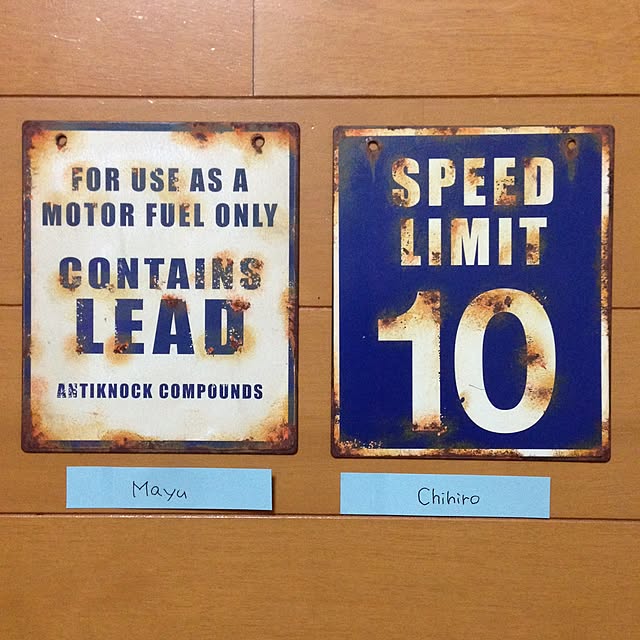 FOR USE AS A
MOTOR FUEL ONLY
CONTAINS
LEAD
ANTIKNOCK COMPOUNDS
SPEED
LIMIT
10
Mayu
Chihiro